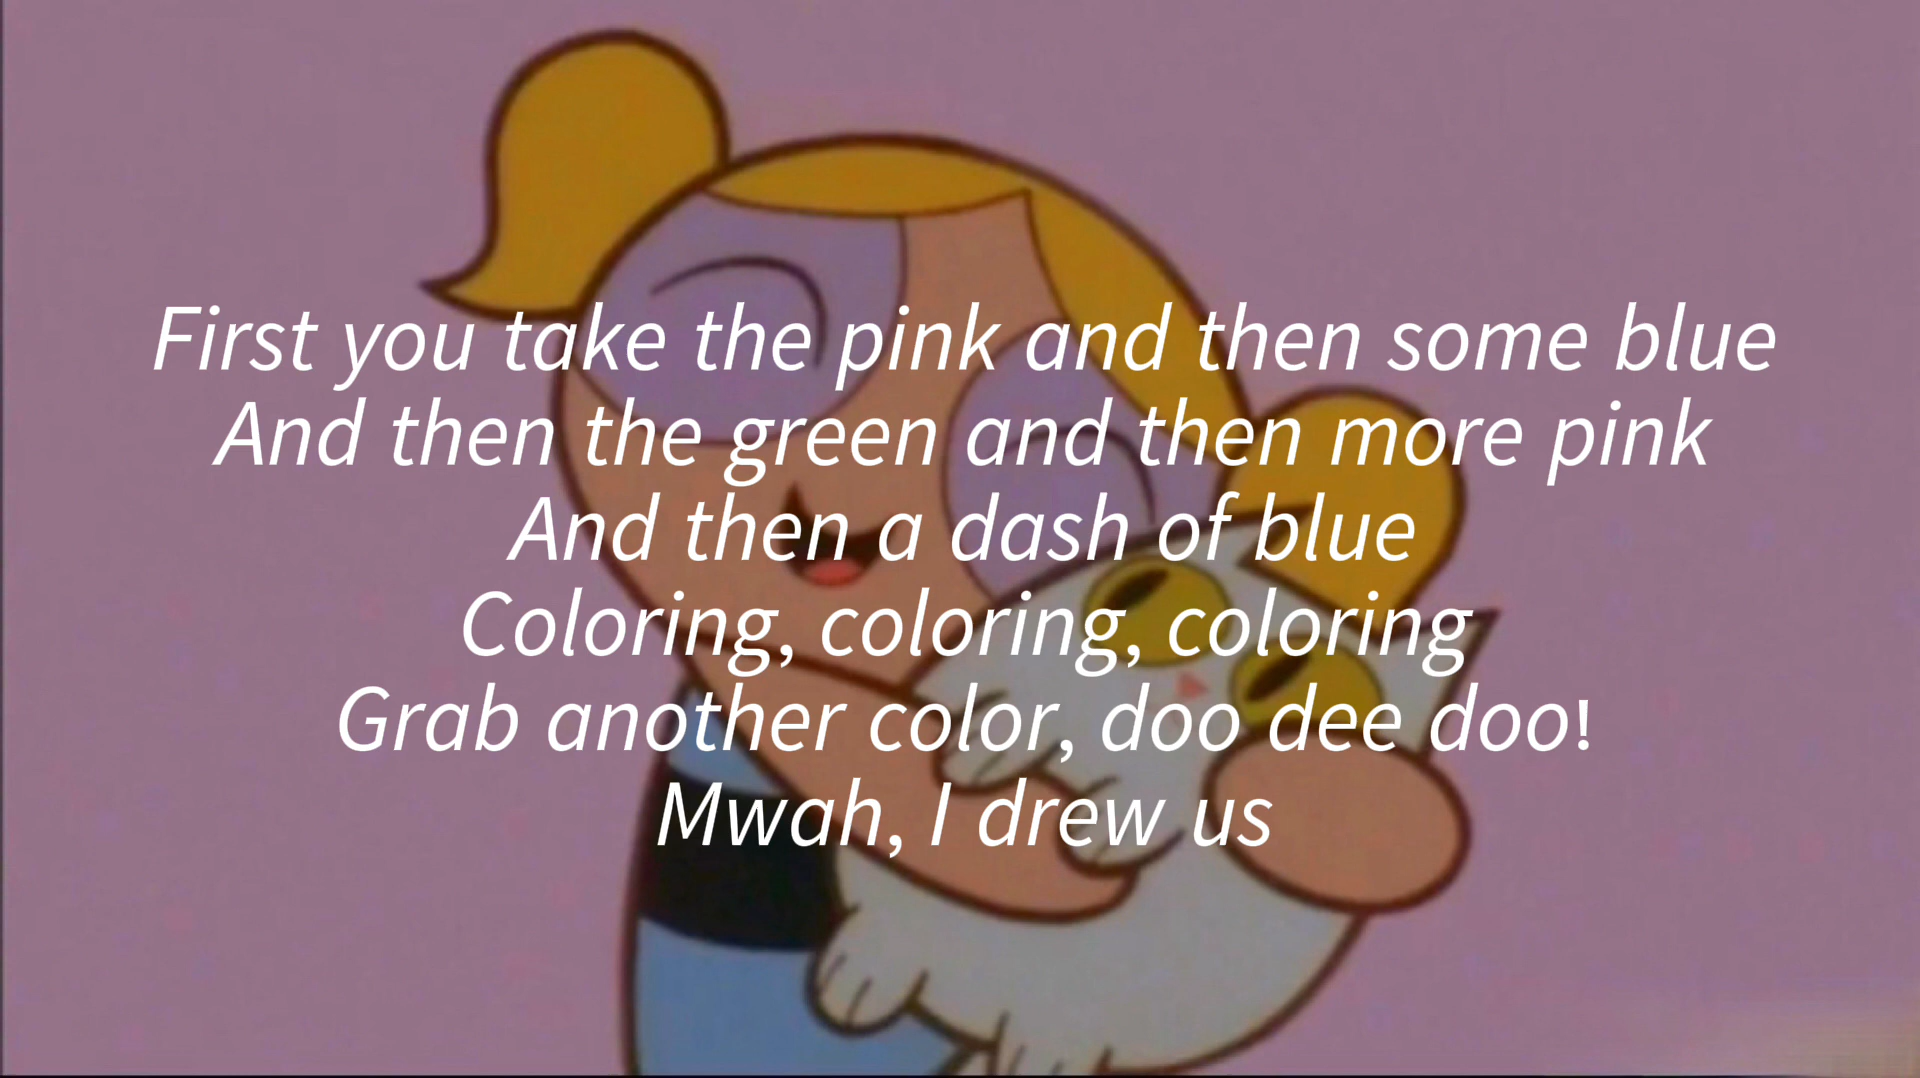 First you take the pink and then some blue
And then the green and then more pink
And then a dash of blue
Coloring, coloring, coloring
Grab another color, doo dee doo!
Mwah, I drew us